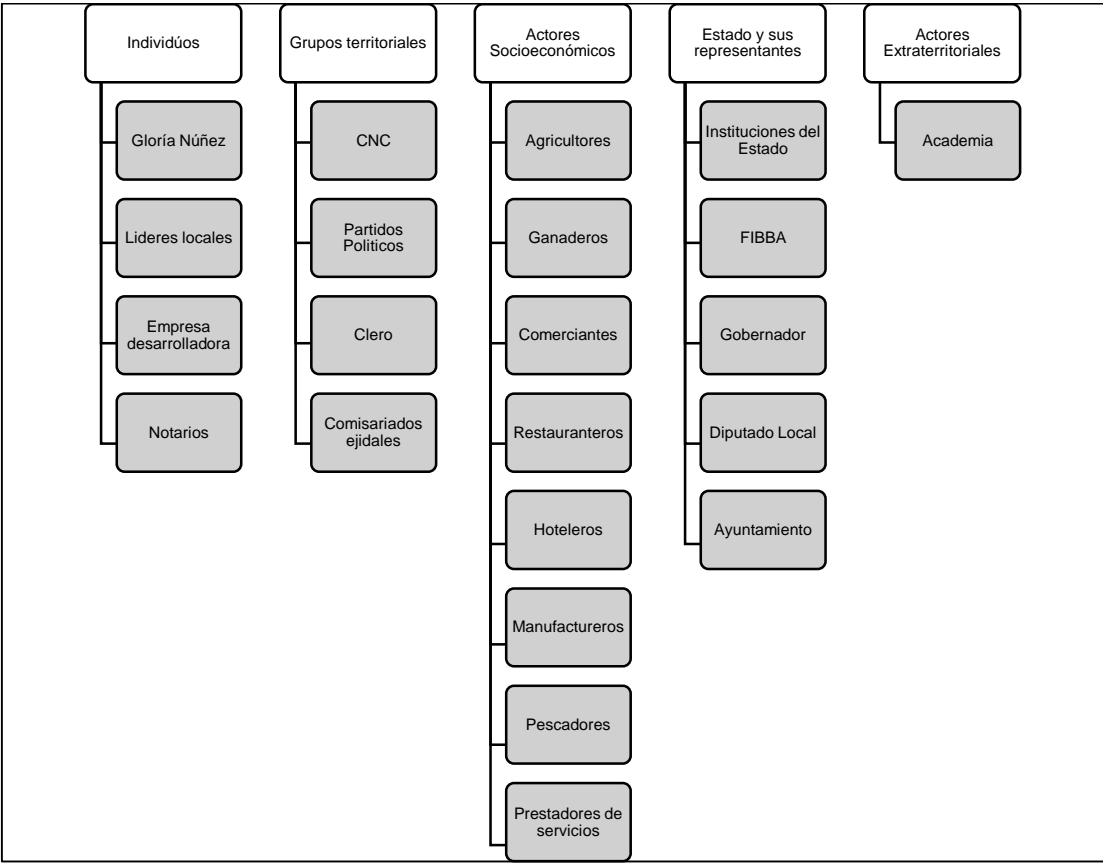 Individúos
Gloría Núñez
Lideres locales
Empresa
desarrolladora
Notarios
Grupos territoriales
CNC
Partidos
Politicos
Clero
Comisariados
ejidales
Actores
Socioeconómicos
Agricultores
Ganaderos
Comerciantes
Restauranteros
Hoteleros
Manufactureros
Pescadores
Prestadores de
servicios
Estado y sus
representantes
Instituciones del
Estado
FIBBA
Gobernador
Diputado Local
Ayuntamiento
Actores
Extraterritoriales
Academia